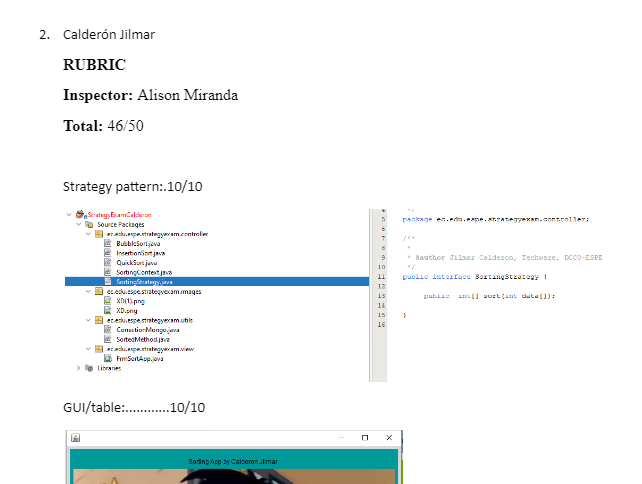 2. Calderón Jilmar
RUBRIC
Inspector: Alison Miranda
Total: 46/50
Strategy pattern:.10/10
StrategyExamCalderon
Source Packages
ec.edu.espe.strategyexam.controller
BubbleSort.java
InsertionSort.java
QuickSort.java
SortingContext.java
SortingStrategy.java
ec.edu.espe.strategyexam.images
XD(1).png
XD.png
ec.edu.espe.strategyexam.utils
ConectionMongo.java
SortedMethod.java
ec.edu.espe.strategyexam.view
FrmSortApp.java
Libraries
4 */
5 package ec.edu.espe.strategyexam.controller;
6
7 /**
8 *
9 * @author Jilmar Calderon, Techware, DCCO-ESPE
10 */
11 public interface SortingStrategy {
12
13 public int[] sort(int data[]);
14
15 }
16
GUI/table:............10/10
Sorting App by Calderon Jilmar